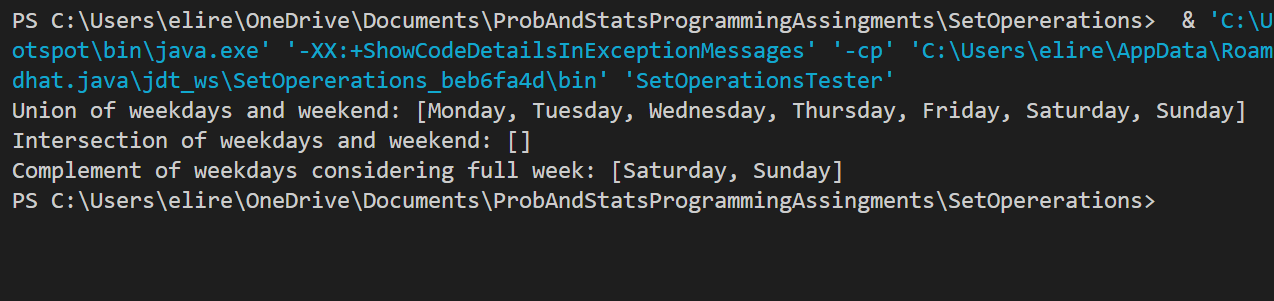 PS C:\Users\elire\OneDrive\Documents\ProbAndStatsProgrammingAssingments\SetOpererations>  & 'C:\U
otspot\bin\java.exe' '-XX:+ShowCodeDetailsInExceptionMessages' '-cp' 'C:\Users\elire\AppData\Roam
dhat.java\jdt_ws\SetOpererations_beb6fa4d\bin' 'SetOperationsTester'
Union of weekdays and weekend: [Monday, Tuesday, Wednesday, Thursday, Friday, Saturday, Sunday]
Intersection of weekdays and weekend: []
Complement of weekdays considering full week: [Saturday, Sunday]
PS C:\Users\elire\OneDrive\Documents\ProbAndStatsProgrammingAssingments\SetOpererations>